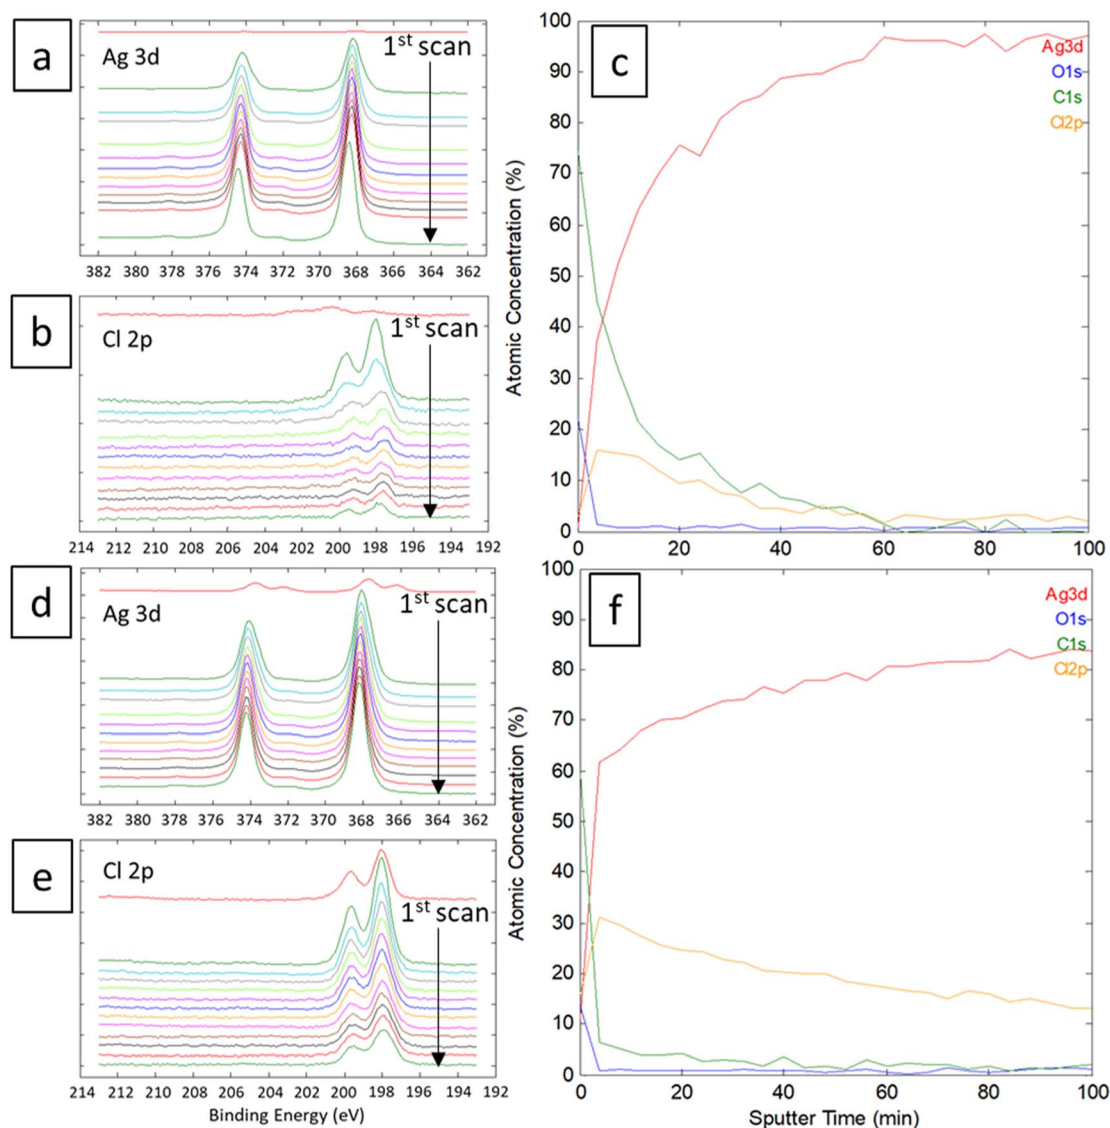 a
Ag 3d
1st scan
382 380 378 376 374 372 370 368 366 364 362
b
Cl 2p
1st scan
214 212 210 208 206 204 202 200 198 196 194 192
c
Atomic Concentration (%)
100
90
80
70
60
50
40
30
20
10
0
0 20 40 60 80 100
Ag3d
O1s
C1s
Cl2p
d
Ag 3d
1st scan
382 380 378 376 374 372 370 368 366 364 362
e
Cl 2p
1st scan
214 212 210 208 206 204 202 200 198 196 194 192
Binding Energy (eV)
f
Atomic Concentration (%)
100
90
80
70
60
50
40
30
20
10
0
0 20 40 60 80 100
Sputter Time (min)
Ag3d
O1s
C1s
Cl2p